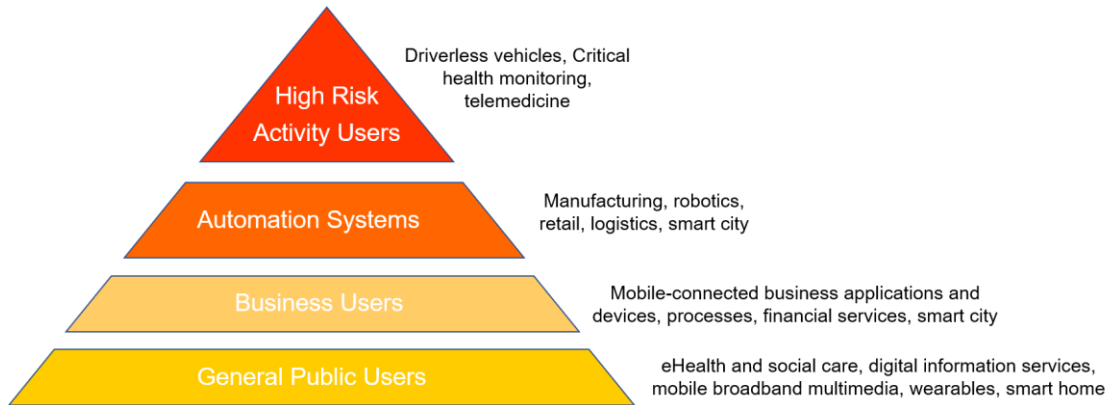 High Risk
Activity Users
Driverless vehicles, Critical
health monitoring,
telemedicine
Automation Systems
Manufacturing, robotics,
retail, logistics, smart city
Business Users
Mobile-connected business applications and
devices, processes, financial services, smart city
General Public Users
eHealth and social care, digital information services,
mobile broadband multimedia, wearables, smart home